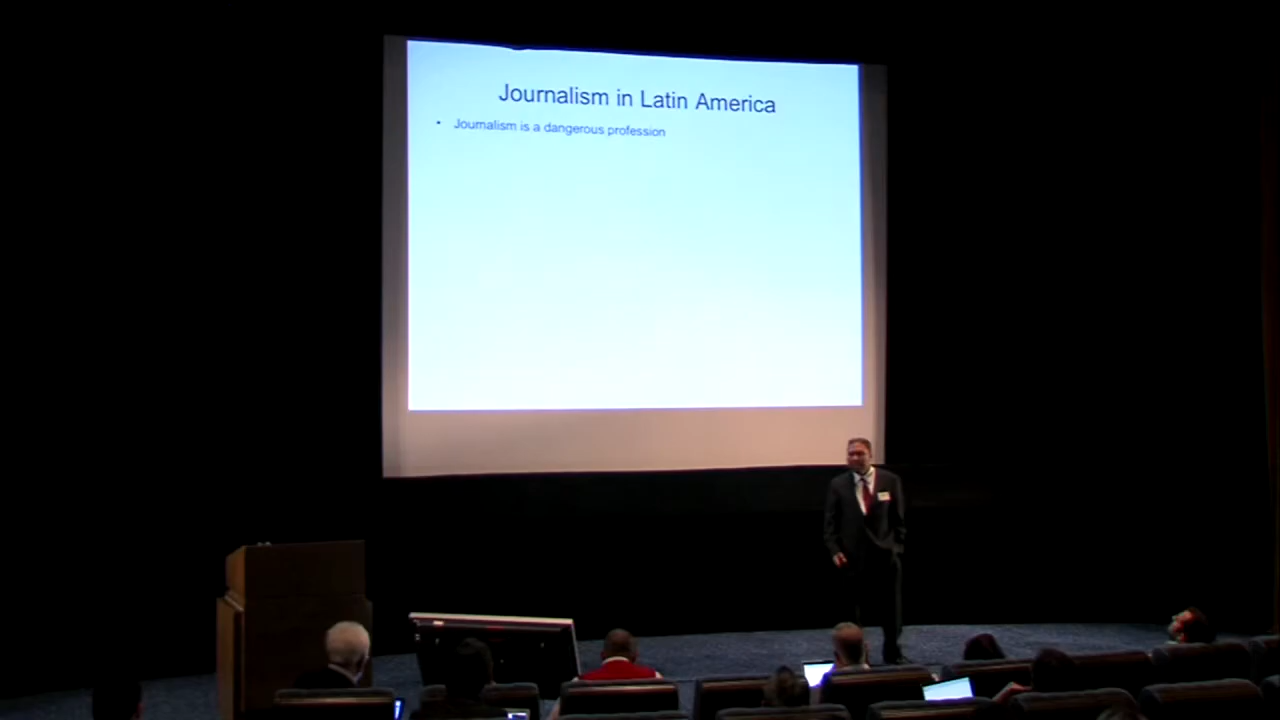 Journalism in Latin America
• Journalism is a dangerous profession